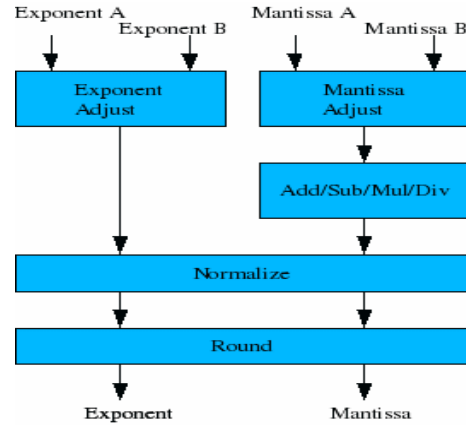 Exponent A
Exponent B
Mantissa A
Mantissa B
Exponent
Adjust
Mantissa
Adjust
Add/Sub/Mul/Div
Normalize
Round
Exponent
Mantissa